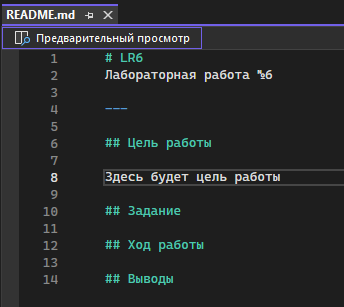 README.md
Предварительный просмотр
1 # LR6
2 Лабораторная работа №6
3
4 ---
5
6 ## Цель работы
7
8 Здесь будет цель работы
9
10 ## Задание
11
12 ## Ход работы
13
14 ## Выводы